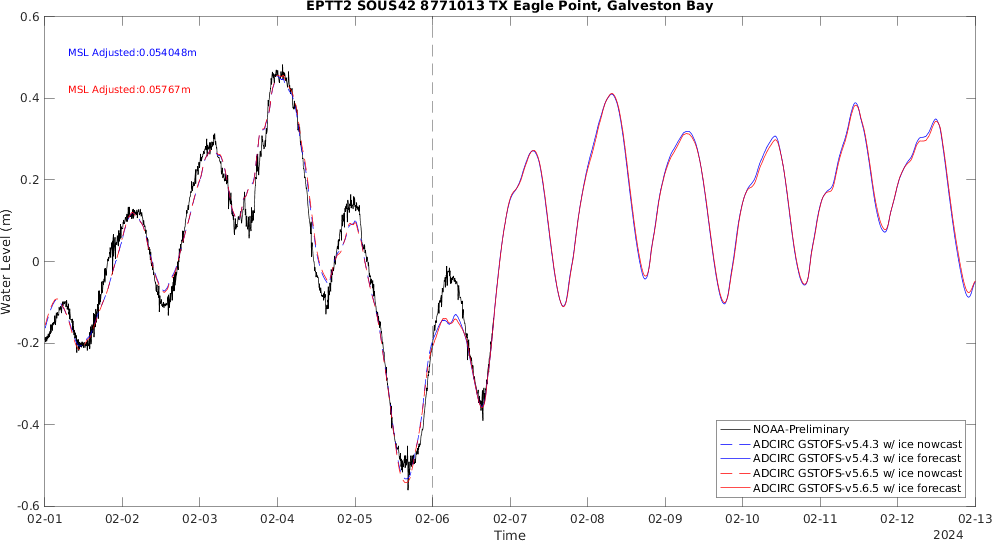 EPTT2 SOUS42 8771013 TX Eagle Point, Galveston Bay
MSL Adjusted:0.054048m
MSL Adjusted:0.05767m
Water Level (m)
0.6
0.4
0.2
0
-0.2
-0.4
-0.6
NOAA-Preliminary
ADCIRC GSTOFS-v5.4.3 w/ ice nowcast
ADCIRC GSTOFS-v5.4.3 w/ ice forecast
ADCIRC GSTOFS-v5.6.5 w/ ice nowcast
ADCIRC GSTOFS-v5.6.5 w/ ice forecast
02-01 02-02 02-03 02-04 02-05 02-06 02-07 02-08 02-09 02-10 02-11 02-12 02-13
Time
2024